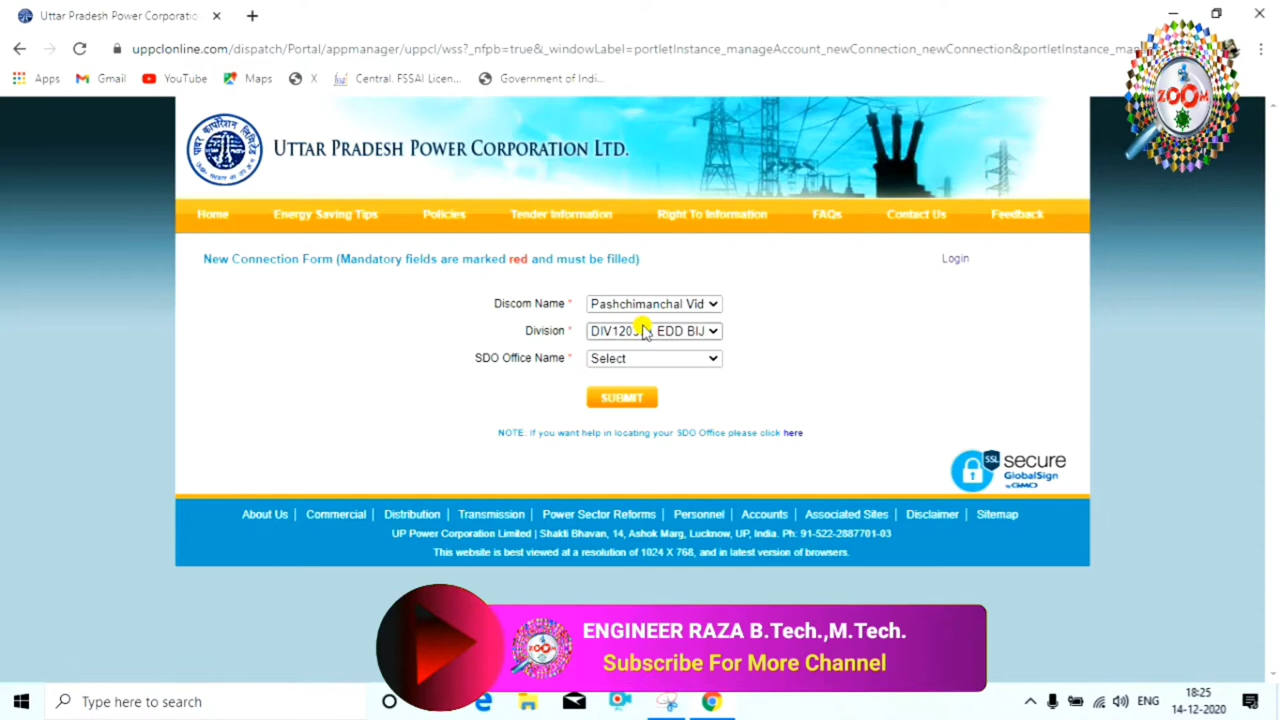 Uttar Pradesh Power Corporatio
uppclonline.com/dispatch/Portal/appmanager/uppcl/wss?_nfpb=true&_windowLabel=portletInstance_manageAccount_newConnection_newConnection&portletInstance_man
Apps Gmail YouTube Maps X Central. FSSAI Licen... Government of Indi...
ZOOM
UTTAR PRADESH POWER CORPORATION LTD.
Home Energy Saving Tips Policies Tender Information Right To Information FAQs Contact Us Feedback
New Connection Form (Mandatory fields are marked red and must be filled) Login
Discom Name * Pashchimanchal Vid
Division * EDD BIJ
SDO Office Name * Select
SUBMIT
NOTE: If you want help in locating your SDO Office please click here
SSL secure
GlobalSign
by GMO
About Us | Commercial | Distribution | Transmission | Power Sector Reforms | Personnel | Accounts | Associated Sites | Disclaimer | Sitemap
UP Power Corporation Limited | Shakti Bhavan, 14, Ashok Marg, Lucknow, UP, India. Ph: 91-522-2887701-03
This website is best viewed at a resolution of 1024 X 768, and in latest version of browsers.
ENGINEER RAZA B.Tech.,M.Tech.
Subscribe For More Channel
Type here to search
ENG
18:25
14-12-2020